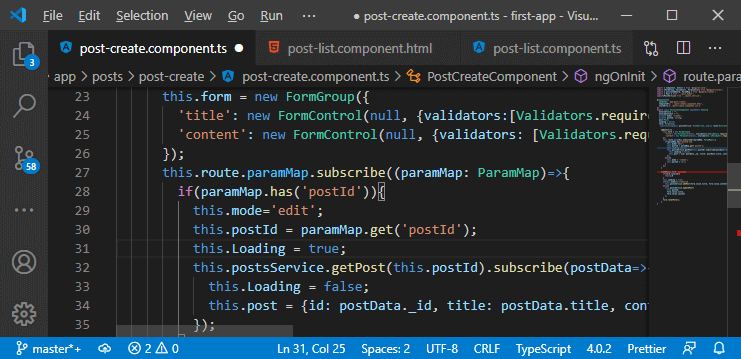 File Edit Selection View Go Run ··· ● post-create.component.ts - first-app - Visu...
post-create.component.ts ● post-list.component.html post-list.component.ts ···
app > posts > post-create > post-create.component.ts > PostCreateComponent > ngOnInit > route.para
23 this.form = new FormGroup({
24 'title': new FormControl(null, {validators:[Validators.require
25 'content': new FormControl(null, {validators: [Validators.requ
26 });
27 this.route.paramMap.subscribe((paramMap: ParamMap)=>{
28 if(paramMap.has('postId')){
29 this.mode='edit';
30 this.postId = paramMap.get('postId');
31 this.Loading = true;
32 this.postsService.getPost(this.postId).subscribe(postData=>
33 this.Loading = false;
34 this.post = {id: postData._id, title: postData.title, cont
35 });
3
58
master*+ 2 0 Ln 31, Col 25 Spaces: 2 UTF-8 CRLF TypeScript 4.0.2 Prettier